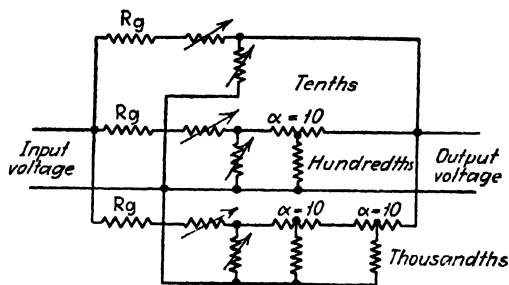 Rg
Tenths
Rg
α = 10
Input voltage
Hundredths
Output voltage
Rg
α = 10
α = 10
Thousandths